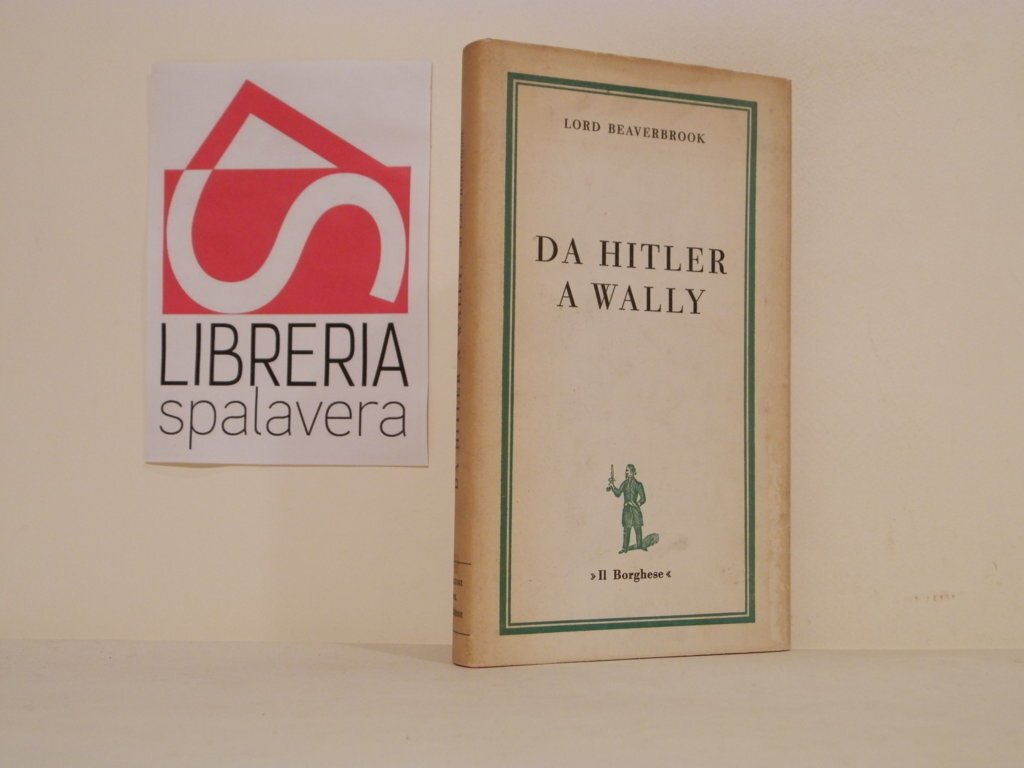 LIBRERIA
spalavera
LORD BEAVERBROOK
DA HITLER
A WALLY
»Il Borghese«